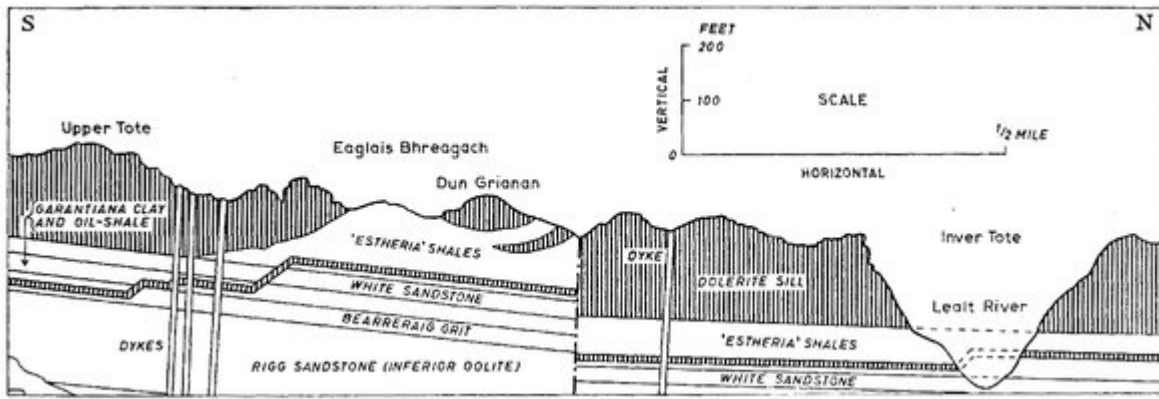 S
N
FEET
200
100
0
VERTICAL
SCALE
1/2 MILE
HORIZONTAL
Upper Tote
Eaglais Bhreagach
Dun Grianan
GARANTIANA CLAY
AND OIL-SHALE
'ESTHERIA' SHALES
DYKE
Inver Tote
DOLERITE SILL
WHITE SANDSTONE
Lealt River
BEARRERAIG GRIT
DYKES
'ESTHERIA' SHALES
RIGG SANDSTONE (INFERIOR OOLITE)
WHITE SANDSTONE